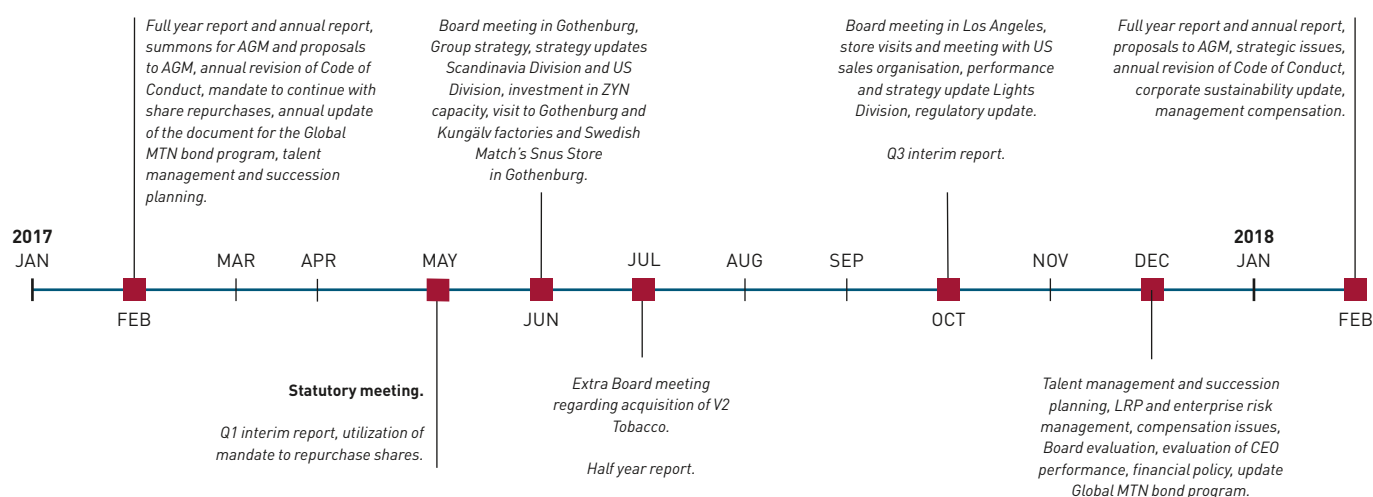 Full year report and annual report,
summons for AGM and proposals
to AGM, annual revision of Code of
Conduct, mandate to continue with
share repurchases, annual update
of the document for the Global
MTN bond program, talent
management and succession
planning.
Board meeting in Gothenburg,
Group strategy, strategy updates
Scandinavia Division and US
Division, investment in ZYN
capacity, visit to Gothenburg and
Kungälv factories and Swedish
Match’s Snus Store
in Gothenburg.
Board meeting in Los Angeles,
store visits and meeting with US
sales organisation, performance
and strategy update Lights
Division, regulatory update.
Q3 interim report.
Full year report and annual report,
proposals to AGM, strategic issues,
annual revision of Code of Conduct,
corporate sustainability update,
management compensation.
2017
JAN
MAR
APR
MAY
JUL
AUG
SEP
NOV
DEC
2018
JAN
FEB
JUN
OCT
FEB
Statutory meeting.
Q1 interim report, utilization of
mandate to repurchase shares.
Extra Board meeting
regarding acquisition of V2
Tobacco.
Half year report.
Talent management and succession
planning, LRP and enterprise risk
management, compensation issues,
Board evaluation, evaluation of CEO
performance, financial policy, update
Global MTN bond program.